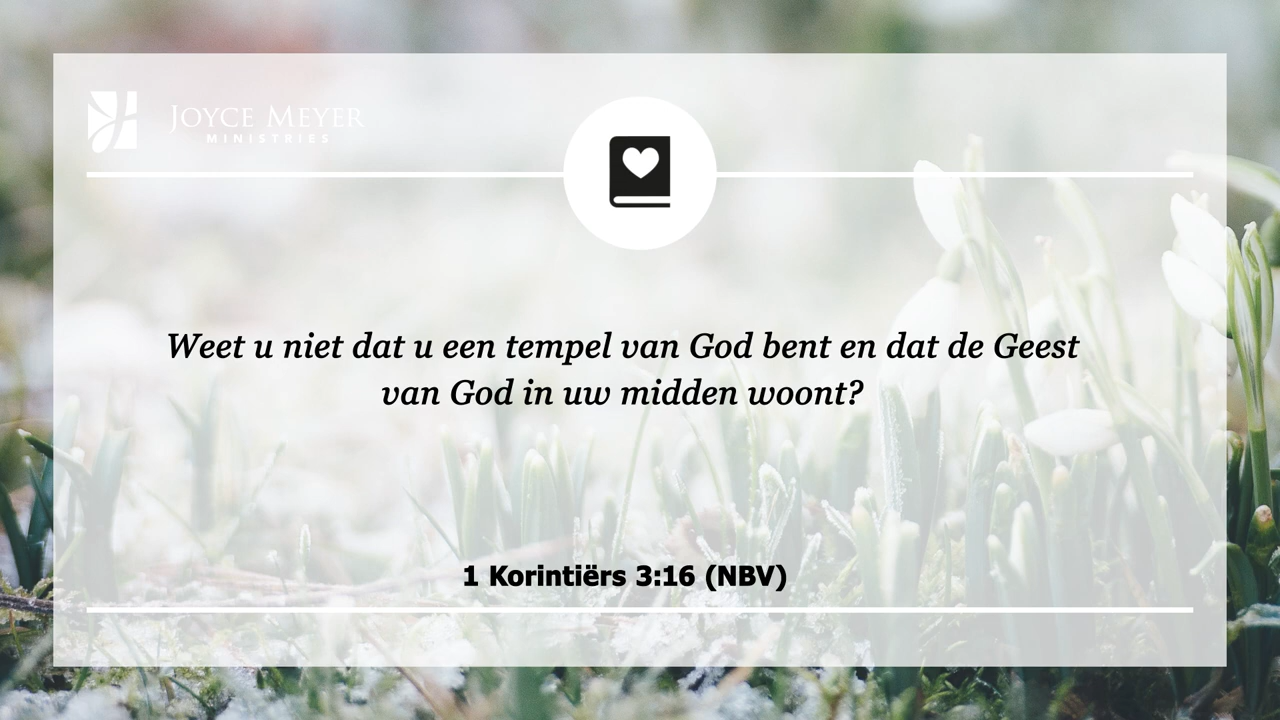 JOYCE MEYER
MINISTRIES
Weet u niet dat u een tempel van God bent en dat de Geest
van God in uw midden woont?
1 Korintiërs 3:16 (NBV)